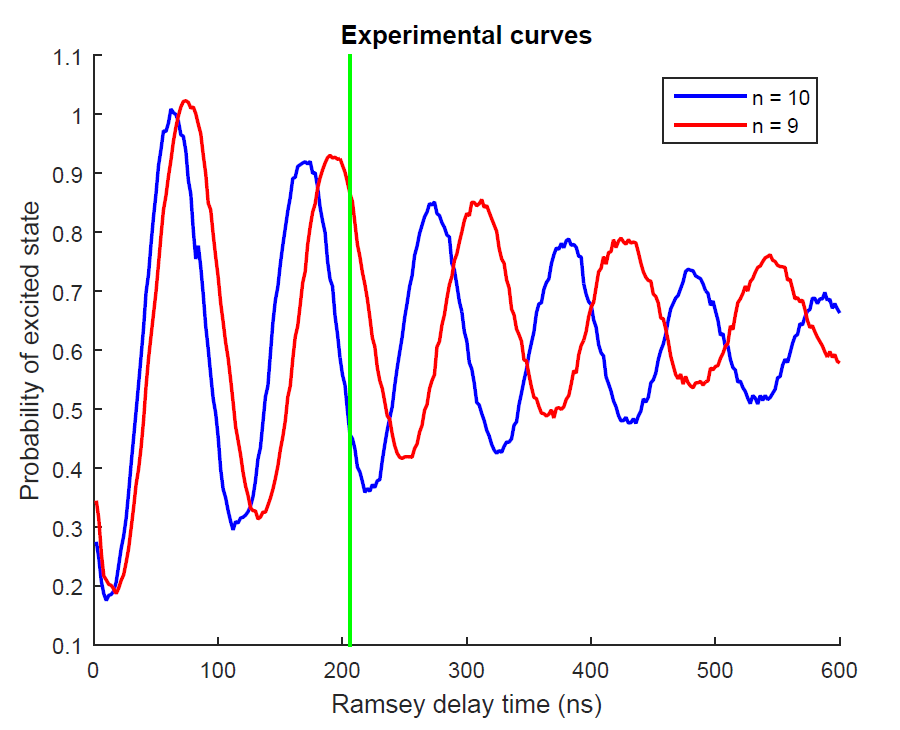 Experimental curves
1.1
1
0.9
0.8
0.7
0.6
0.5
0.4
0.3
0.2
0.1
Probability of excited state
n = 10
n = 9
0 100 200 300 400 500 600
Ramsey delay time (ns)